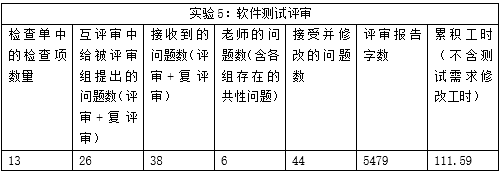 实验 5：软件测试评审
检查单中的检查项数量
互评审中给被评审组提出的问题数(评审+复评审)
接收到的问题数(评审+复评审)
老师的问题数(含各组存在的共性问题)
接受并修改的问题数
评审报告字数
累积工时(不含测试需求修改工时)
13 26 38 6 44 5479 111.59